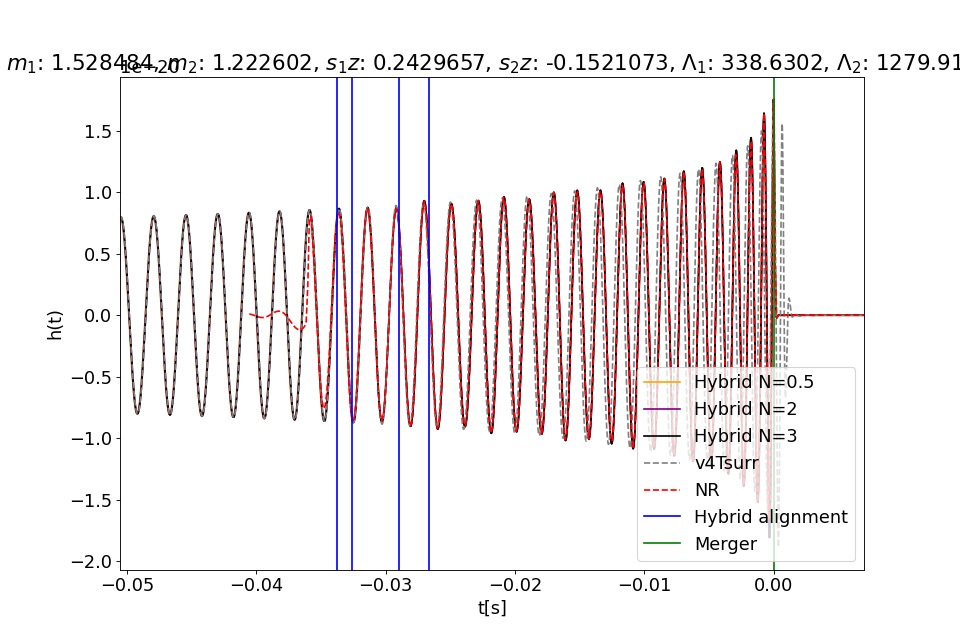 m₁: 1.528484, m₂: 1.222602, s₁z: 0.2429657, s₂z: -0.1521073, Λ₁: 338.6302, Λ₂: 1279.91
1e−20
1.5
1.0
0.5
0.0
−0.5
−1.0
−1.5
−2.0
h(t)
Hybrid N=0.5
Hybrid N=2
Hybrid N=3
v4Tsurr
NR
Hybrid alignment
Merger
−0.05
−0.04
−0.03
−0.02
−0.01
0.00
t[s]